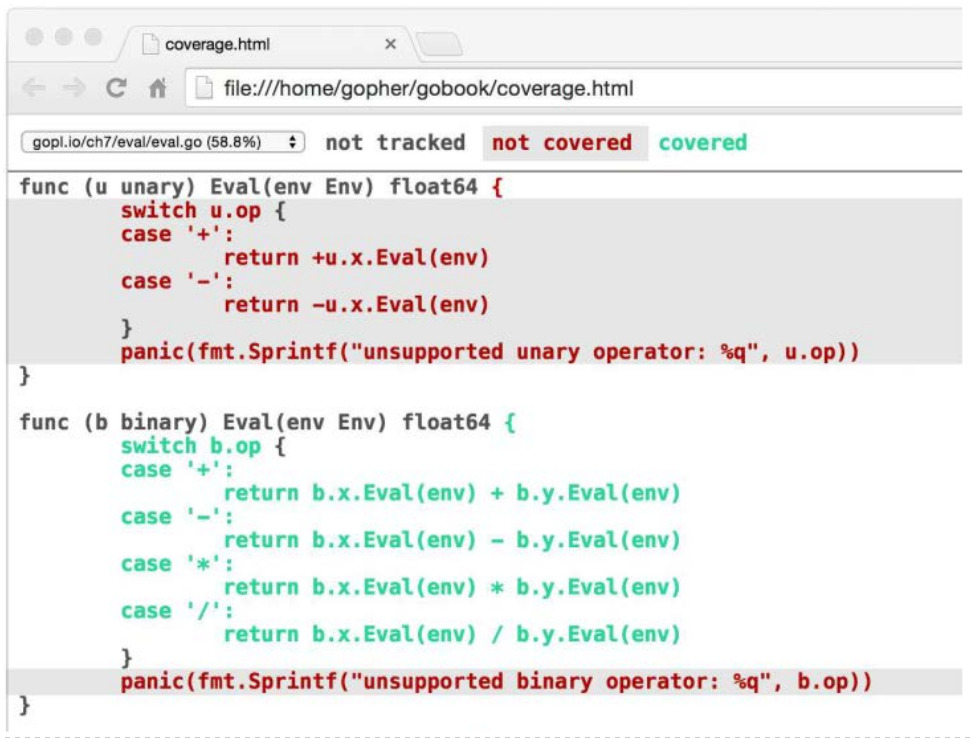 coverage.html ×
file:///home/gopher/gobook/coverage.html
gopl.io/ch7/eval/eval.go (58.8%) not tracked not covered covered
func (u unary) Eval(env Env) float64 {
        switch u.op {
        case '+':
                return +u.x.Eval(env)
        case '-':
                return -u.x.Eval(env)
        }
        panic(fmt.Sprintf("unsupported unary operator: %q", u.op))
}
func (b binary) Eval(env Env) float64 {
        switch b.op {
        case '+':
                return b.x.Eval(env) + b.y.Eval(env)
        case '-':
                return b.x.Eval(env) - b.y.Eval(env)
        case '*':
                return b.x.Eval(env) * b.y.Eval(env)
        case '/':
                return b.x.Eval(env) / b.y.Eval(env)
        }
        panic(fmt.Sprintf("unsupported binary operator: %q", b.op))
}